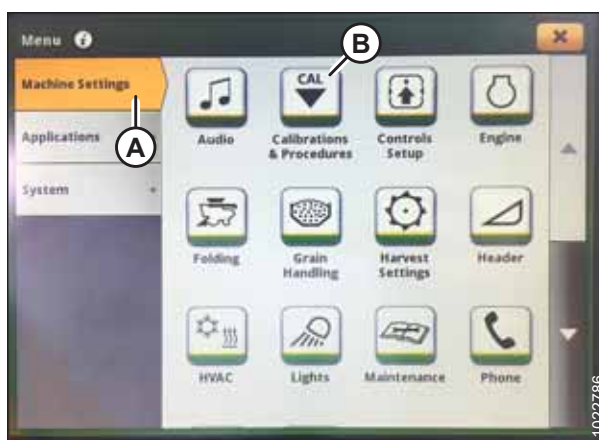 Menu i
B
Machine Settings
CAL
A
Applications
Audio
Calibrations
& Procedures
Controls
Setup
Engine
System
Folding
Grain
Handling
Harvest
Settings
Header
HVAC
Lights
Maintenance
Phone
1022786